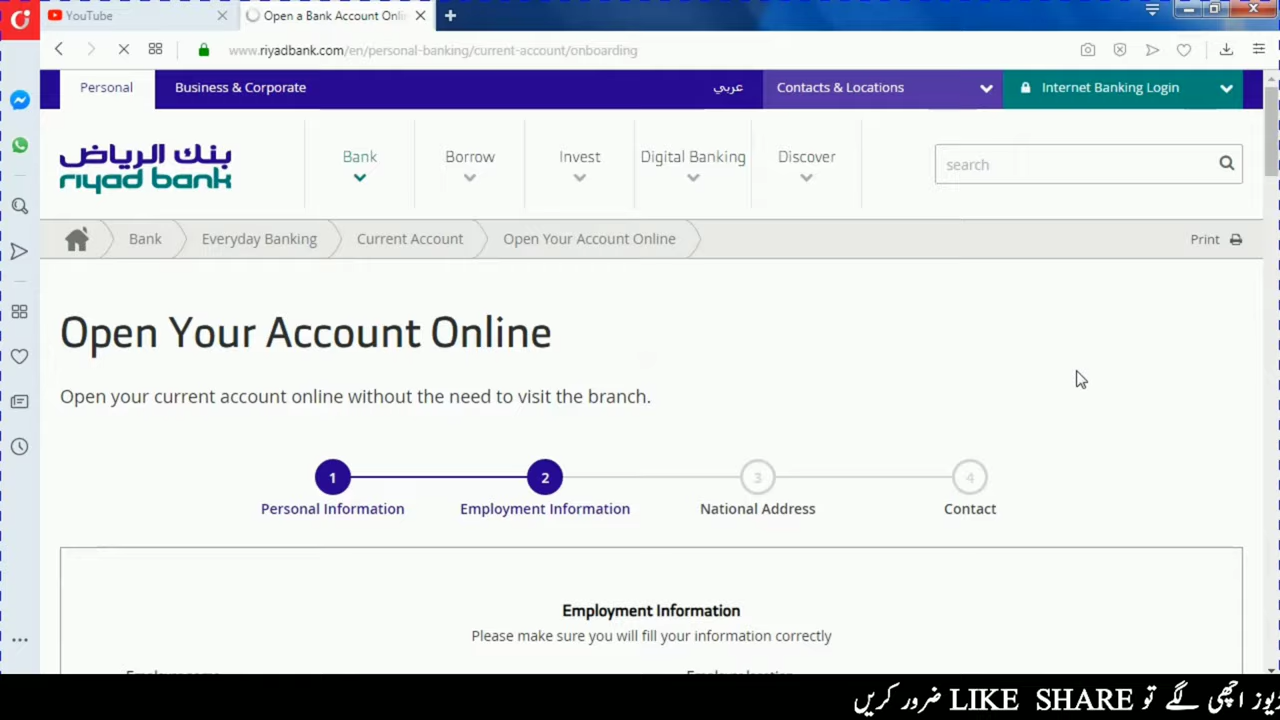 YouTube
Open a Bank Account Onli
www.riyadbank.com/en/personal-banking/current-account/onboarding
Personal
Business & Corporate
عربي
Contacts & Locations
Internet Banking Login
بنك الرياض
riyad bank
Bank
Borrow
Invest
Digital Banking
Discover
search
Bank
Everyday Banking
Current Account
Open Your Account Online
Print
Open Your Account Online
Open your current account online without the need to visit the branch.
1
2
3
4
Personal Information
Employment Information
National Address
Contact
Employment Information
Please make sure you will fill your information correctly
اچھی لگے تو LIKE SHARE ضرور کریں